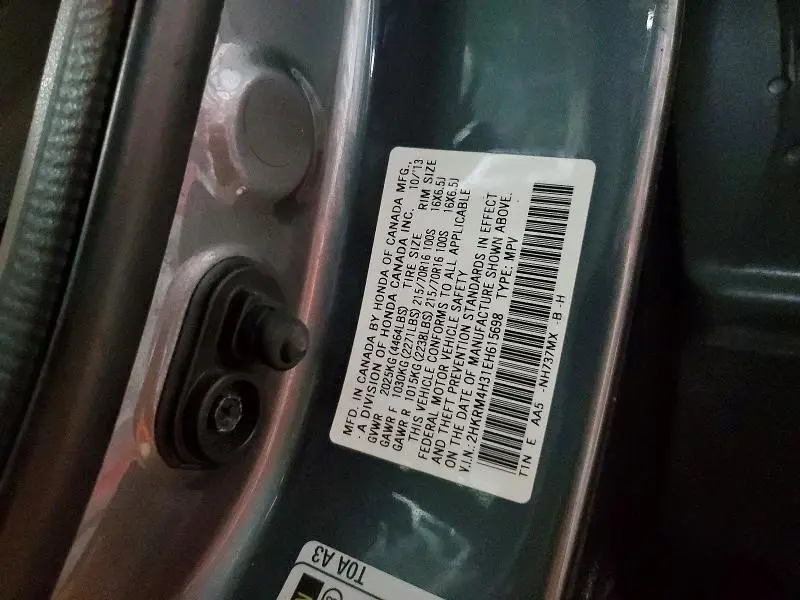 MFD. IN CANADA BY HONDA OF CANADA MFG.,
A DIVISION OF HONDA CANADA INC. 10/'13
GVWR 2025KG(4464LBS) TIRE SIZE RIM SIZE
GAWR F 1030KG(2271LBS) 215/70R16 100S 16X6.5J
GAWR R 1015KG(2238LBS) 215/70R16 100S 16X6.5J
THIS VEHICLE CONFORMS TO ALL APPLICABLE
FEDERAL MOTOR VEHICLE SAFETY
AND THEFT PREVENTION STANDARDS IN EFFECT
ON THE DATE OF MANUFACTURE SHOWN ABOVE.
V.I.N.:2HKRM4H31EH615698 TYPE: MPV
T1N E AA5 -NH737MX -B -H
T0A A3